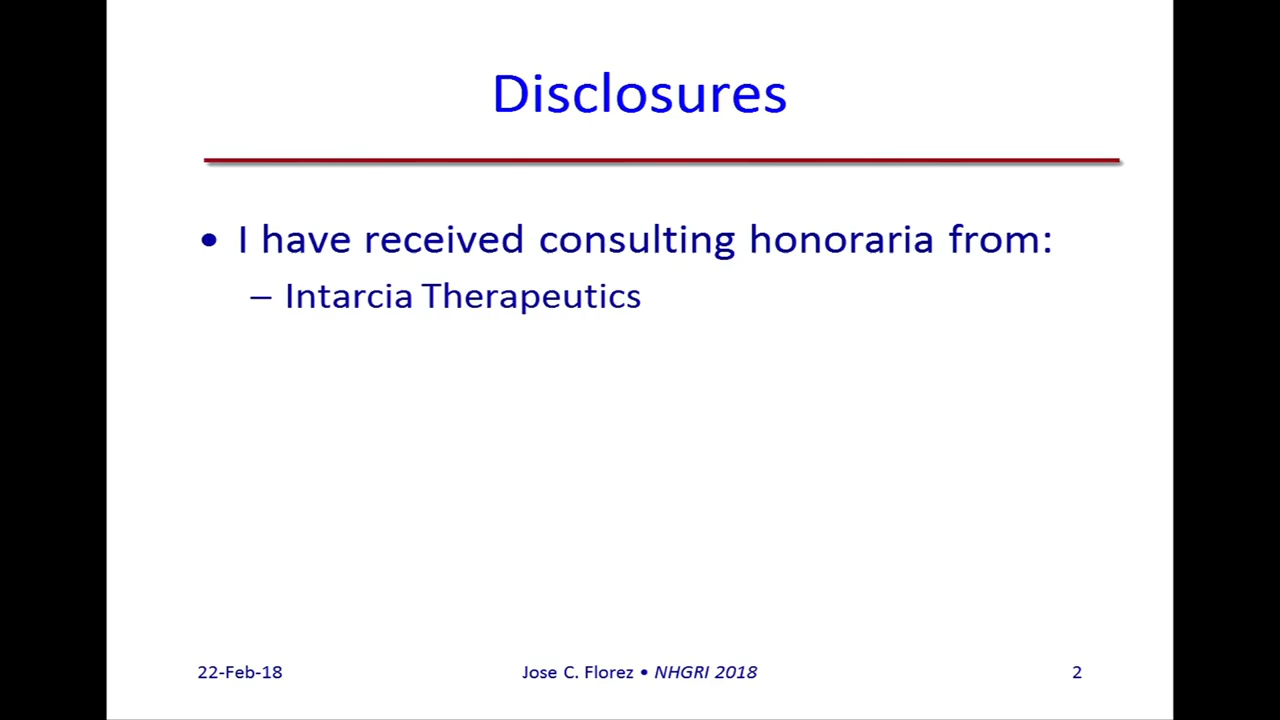 Disclosures
• I have received consulting honoraria from:
– Intarcia Therapeutics
22-Feb-18 Jose C. Florez • NHGRI 2018 2